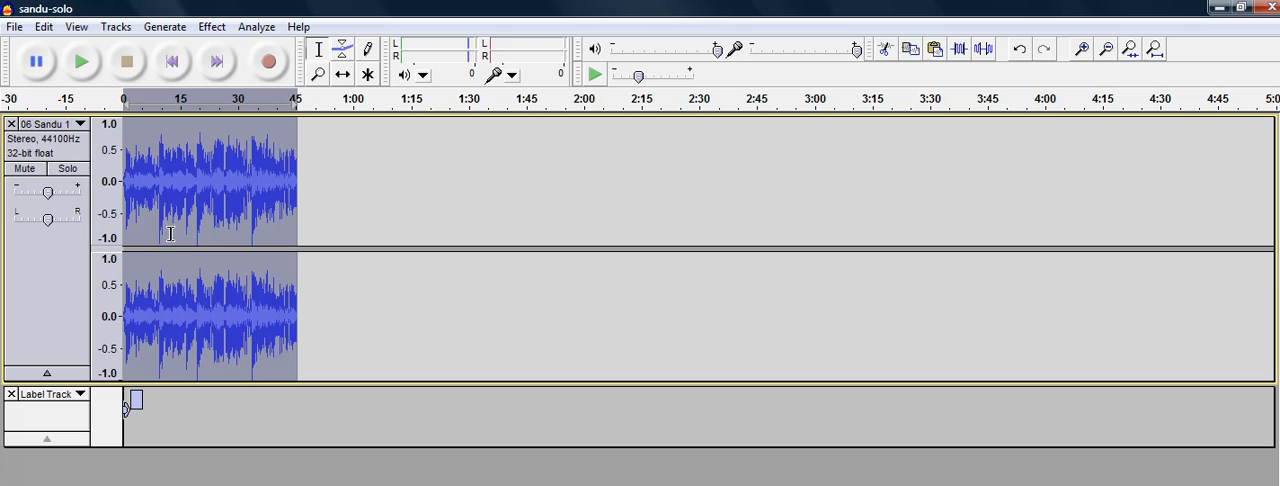 sandu-solo
File Edit View Tracks Generate Effect Analyze Help
L R L R
0 0
- + - +
- +
-30 -15 0 15 30 45 1:00 1:15 1:30 1:45 2:00 2:15 2:30 2:45 3:00 3:15 3:30 3:45 4:00 4:15 4:30 4:45 5:0
06 Sandu 1
Stereo, 44100Hz
32-bit float
Mute Solo
- +
L R
1.0
0.5
0.0
-0.5
-1.0
1.0
0.5
0.0
-0.5
-1.0
Label Track